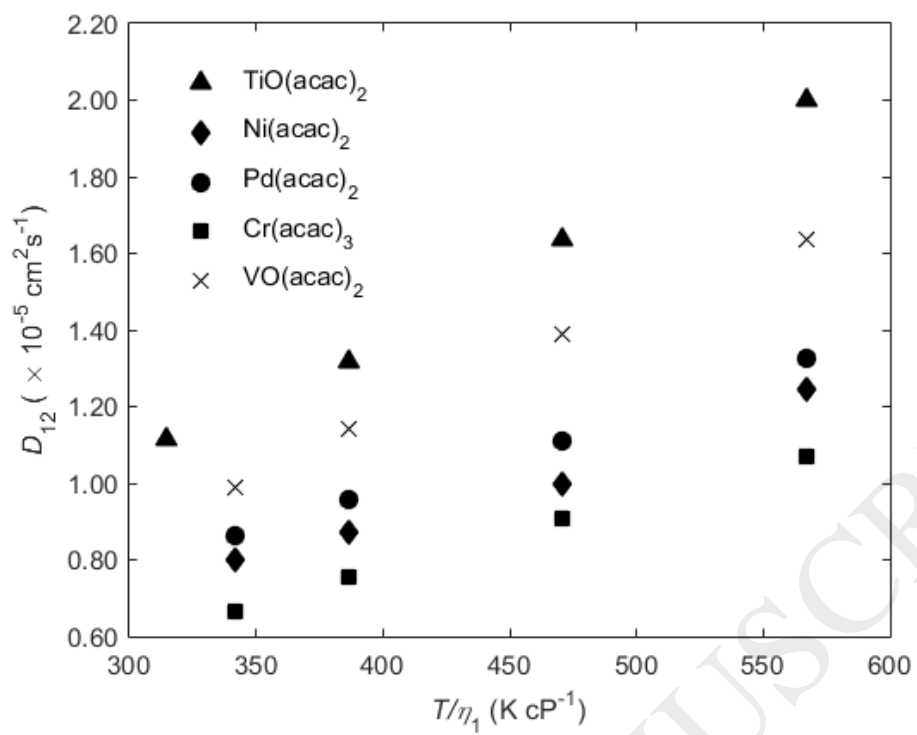 2.20
2.00
1.80
1.60
1.40
1.20
1.00
0.80
0.60
D12 ( × 10-5 cm2s-1)
TiO(acac)2
Ni(acac)2
Pd(acac)2
Cr(acac)3
VO(acac)2
300 350 400 450 500 550 600
T/η1 (K cP-1)